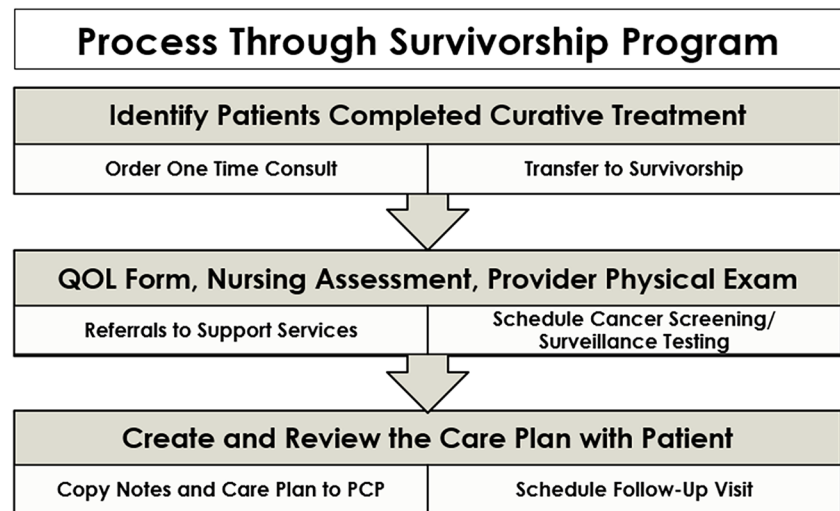 Process Through Survivorship Program
Identify Patients Completed Curative Treatment
Order One Time Consult
Transfer to Survivorship
QOL Form, Nursing Assessment, Provider Physical Exam
Referrals to Support Services
Schedule Cancer Screening/
Surveillance Testing
Create and Review the Care Plan with Patient
Copy Notes and Care Plan to PCP
Schedule Follow-Up Visit